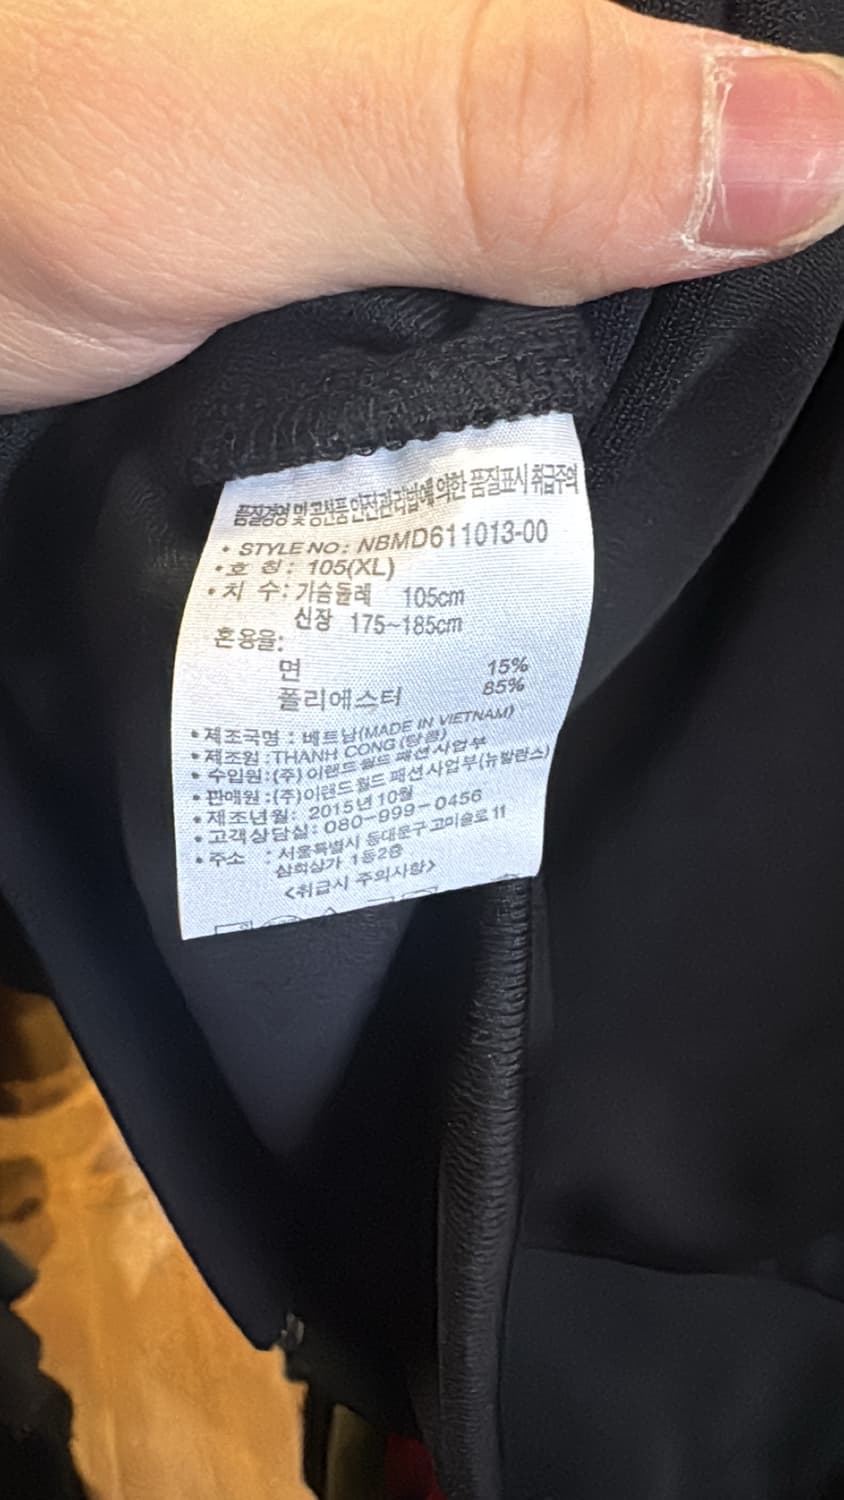 품질경영 및 공산품 안전관리법에 의한 품질표시 취급주의
• STYLE NO: NBMD611013-00
• 호 칭: 105(XL)
• 치 수: 가슴둘레 105cm
신장 175~185cm
혼용율:
면 15%
폴리에스터 85%
• 제조국명 : 베트남(MADE IN VIETNAM)
• 제조원 :THANH CONG (탕콩)
• 수입원:(주) 이랜드월드 패션사업부
• 판매원 :(주)이랜드월드 패션사업부(뉴발란스)
• 제조년월: 2015년 10월
• 고객상담실: 080-999-0456
• 주소 : 서울특별시 동대문구 고미술로 11
삼희상가 1동2층
<취급시 주의사항>